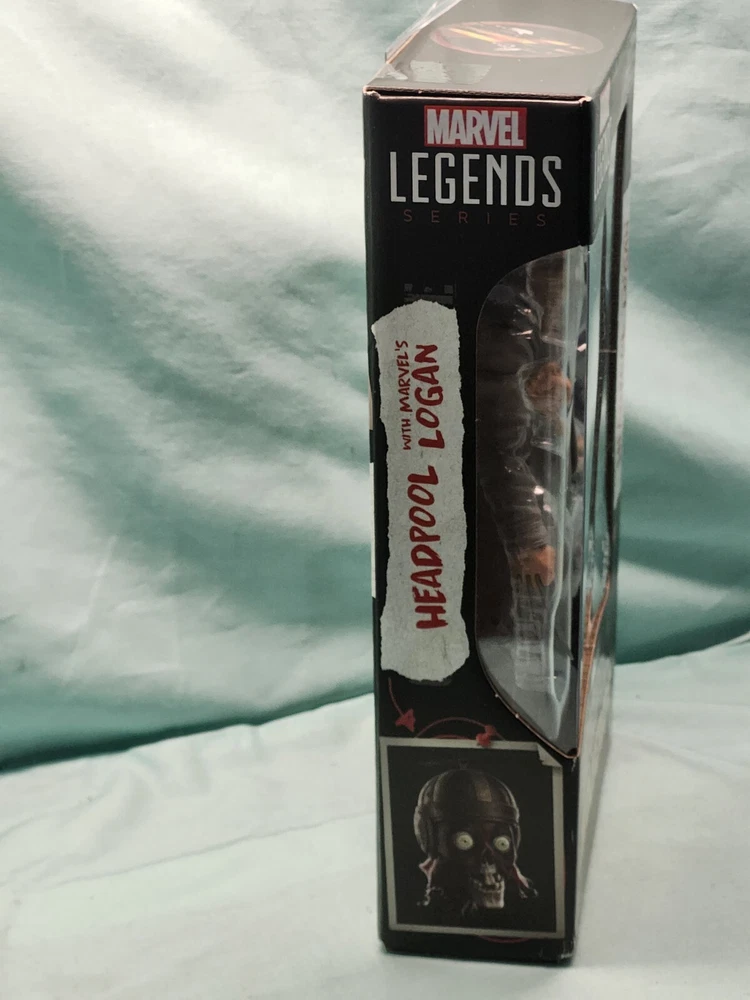 MARVEL
LEGENDS
SERIES
HEADPOOL WITH MARVEL'S LOGAN